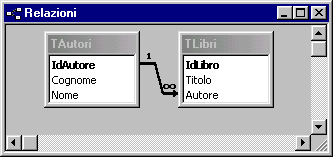 Relazioni
TAutori
IdAutore
Cognome
Nome
1
∞
TLibri
IdLibro
Titolo
Autore